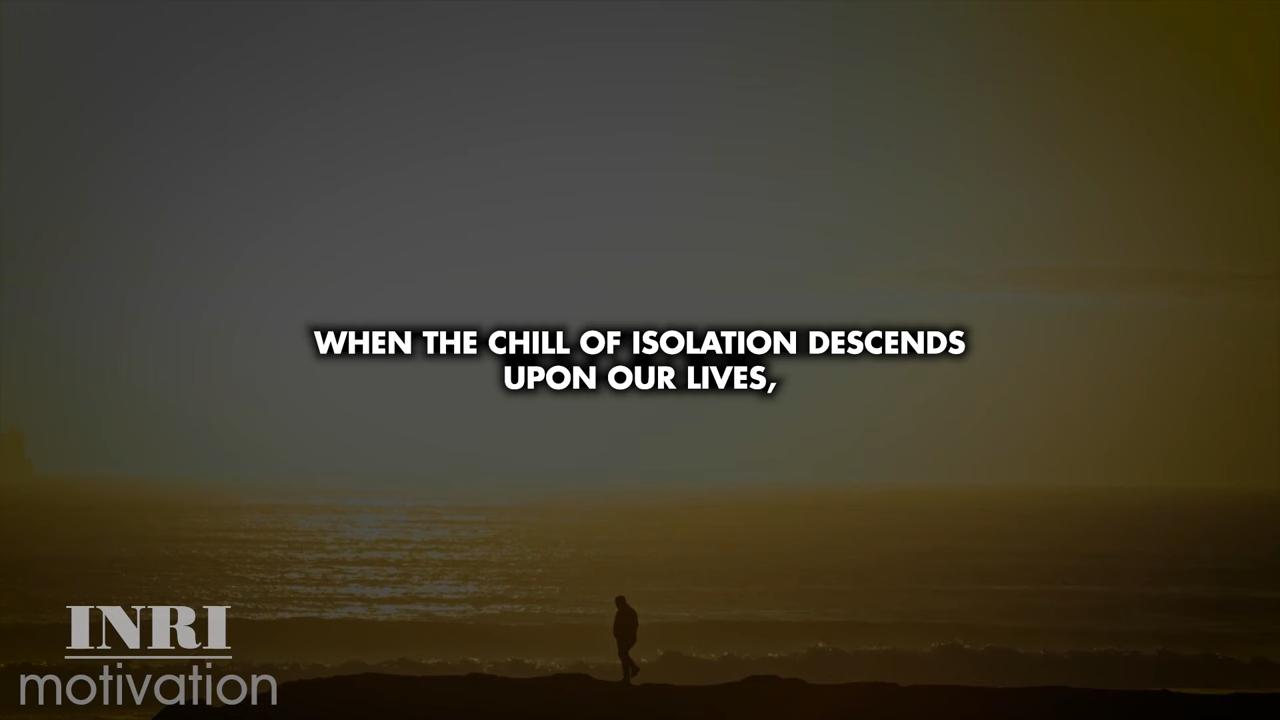 WHEN THE CHILL OF ISOLATION DESCENDS
UPON OUR LIVES,
INRI
motivation